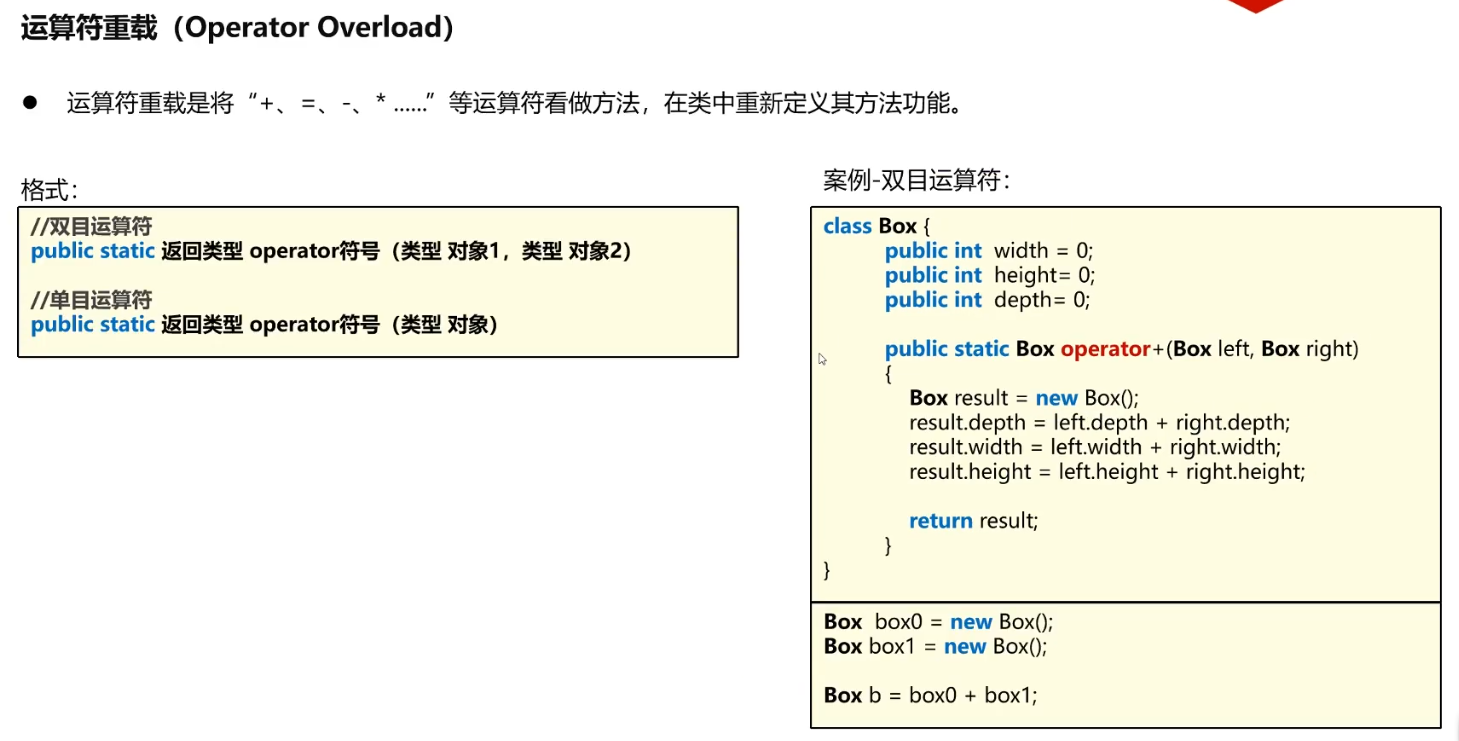 运算符重载（Operator Overload）
● 运算符重载是将“+、=、-、* ......”等运算符看做方法，在类中重新定义其方法功能。
格式：
//双目运算符
public static 返回类型 operator符号（类型 对象1，类型 对象2）
//单目运算符
public static 返回类型 operator符号（类型 对象）
案例-双目运算符：
class Box {
public int  width = 0;
public int  height= 0;
public int  depth= 0;
public static Box operator+(Box left, Box right)
{
Box result = new Box();
result.depth = left.depth + right.depth;
result.width = left.width + right.width;
result.height = left.height + right.height;
return result;
}
}
Box  box0 = new Box();
Box box1 = new Box();
Box b = box0 + box1;